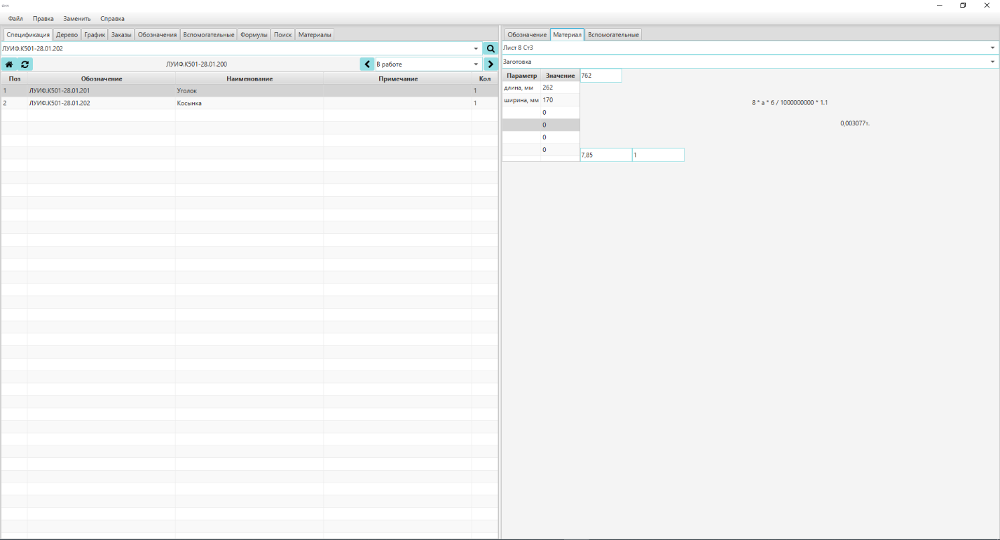 Файл Правка Заменить Справка
Спецификация Дерево График Заказы Обозначения Вспомогательные Формулы Поиск Материалы
ЛУИФ.К501-28.01.202
ЛУИФ.К501-28.01.200 В работе
Поз Обозначение Наименование Примечание Кол
1 ЛУИФ.К501-28.01.201 Уголок 1
2 ЛУИФ.К501-28.01.202 Косынка 1
Обозначение Материал Вспомогательные
Лист 8 Ст3
Заготовка
Параметр Значение 762
длина, мм 262
ширина, мм 170
0
0
0
0
7,85 1
8 * a * б / 1000000000 * 1.1
0,003077т.